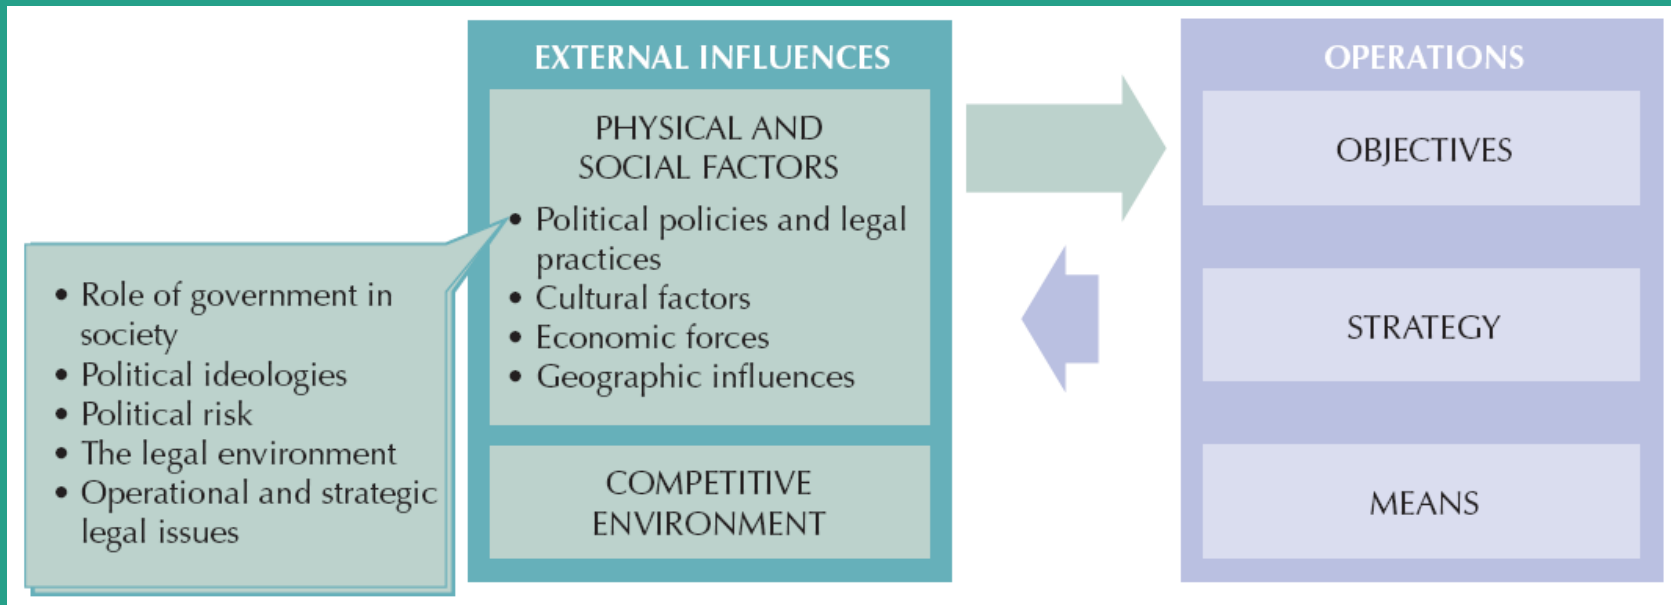 EXTERNAL INFLUENCES
PHYSICAL AND
SOCIAL FACTORS
• Political policies and legal
practices
• Cultural factors
• Economic forces
• Geographic influences
COMPETITIVE
ENVIRONMENT
• Role of government in
society
• Political ideologies
• Political risk
• The legal environment
• Operational and strategic
legal issues
OPERATIONS
OBJECTIVES
STRATEGY
MEANS